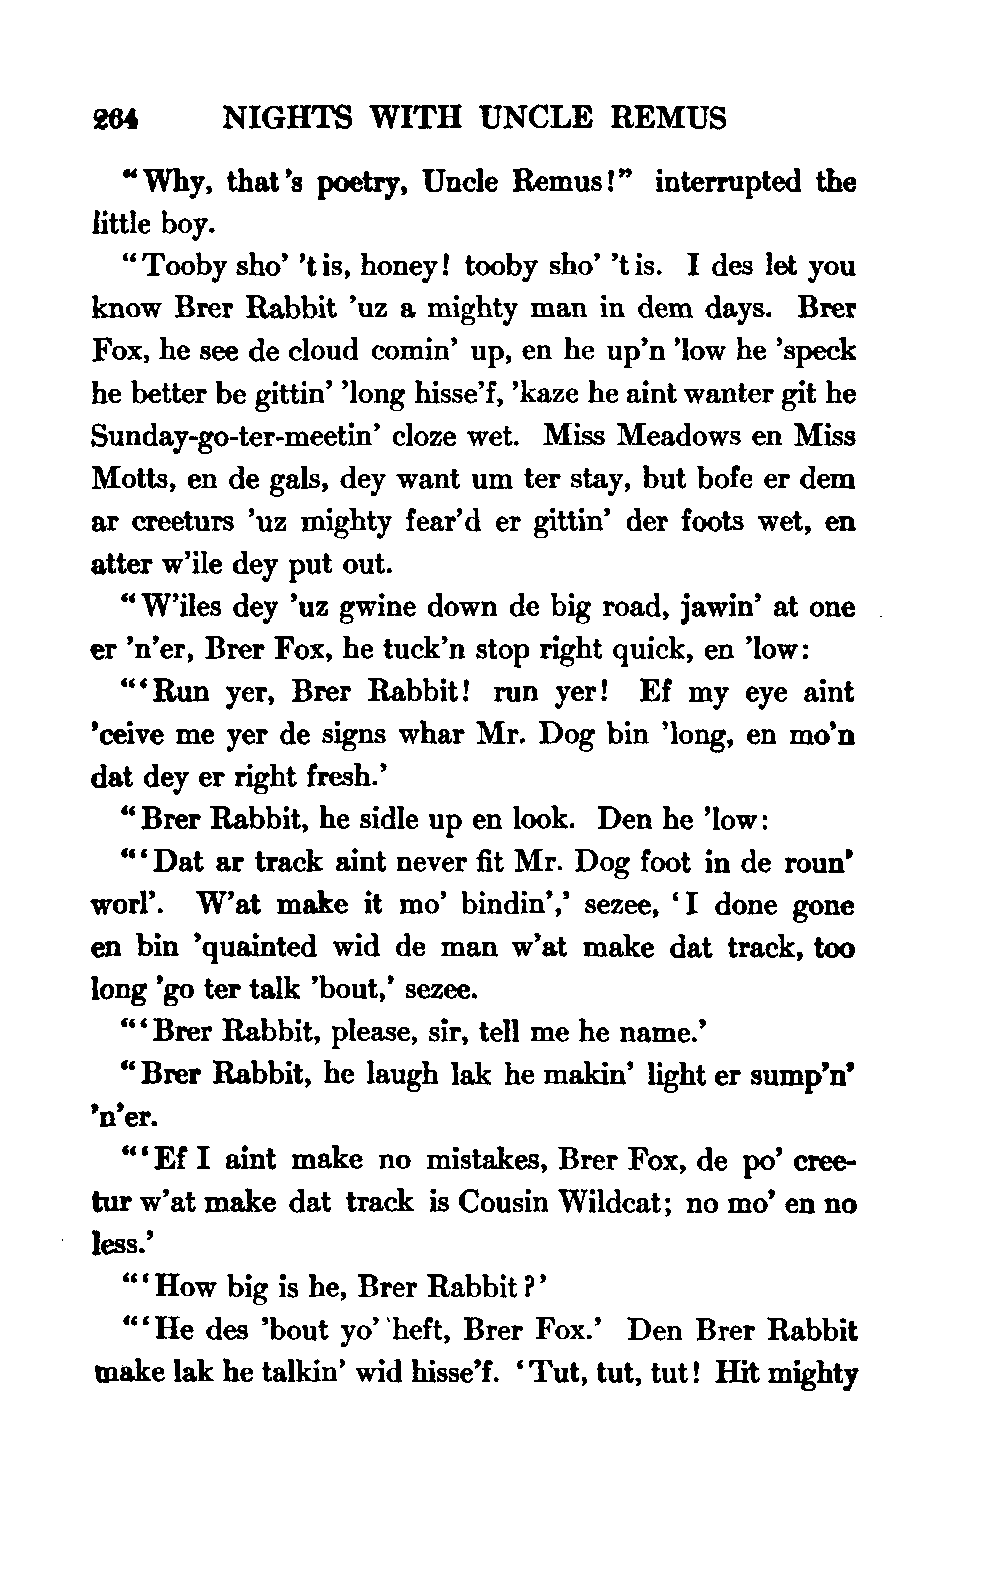 264 NIGHTS WITH UNCLE REMUS
“Why, that’s poetry, Uncle Remus!” interrupted the
little boy.
“Tooby sho’ ’tis, honey! tooby sho’ ’tis. I des let you
know Brer Rabbit ’uz a mighty man in dem days. Brer
Fox, he see de cloud comin’ up, en he up’n ’low he ’speck
he better be gittin’ ’long hisse’f, ’kaze he aint wanter git he
Sunday-go-ter-meetin’ cloze wet. Miss Meadows en Miss
Motts, en de gals, dey want um ter stay, but bofe er dem
ar creeturs ’uz mighty fear’d er gittin’ der foots wet, en
atter w’ile dey put out.
“W’iles dey ’uz gwine down de big road, jawin’ at one
er ’n’er, Brer Fox, he tuck’n stop right quick, en ’low:
“‘Run yer, Brer Rabbit! run yer! Ef my eye aint
’ceive me yer de signs whar Mr. Dog bin ’long, en mo’n
dat dey er right fresh.’
“Brer Rabbit, he sidle up en look. Den he ’low:
“‘Dat ar track aint never fit Mr. Dog foot in de roun’
worl’. W’at make it mo’ bindin’,’ sezee, ‘I done gone
en bin ’quainted wid de man w’at make dat track, too
long ’go ter talk ’bout,’ sezee.
“‘Brer Rabbit, please, sir, tell me he name.’
“Brer Rabbit, he laugh lak he makin’ light er sump’n’
’n’er.
“‘Ef I aint make no mistakes, Brer Fox, de po’ cree-
tur w’at make dat track is Cousin Wildcat; no mo’ en no
less.’
“‘How big is he, Brer Rabbit?’
“‘He des ’bout yo’ ’heft, Brer Fox.’ Den Brer Rabbit
make lak he talkin’ wid hisse’f. ‘Tut, tut, tut! Hit mighty